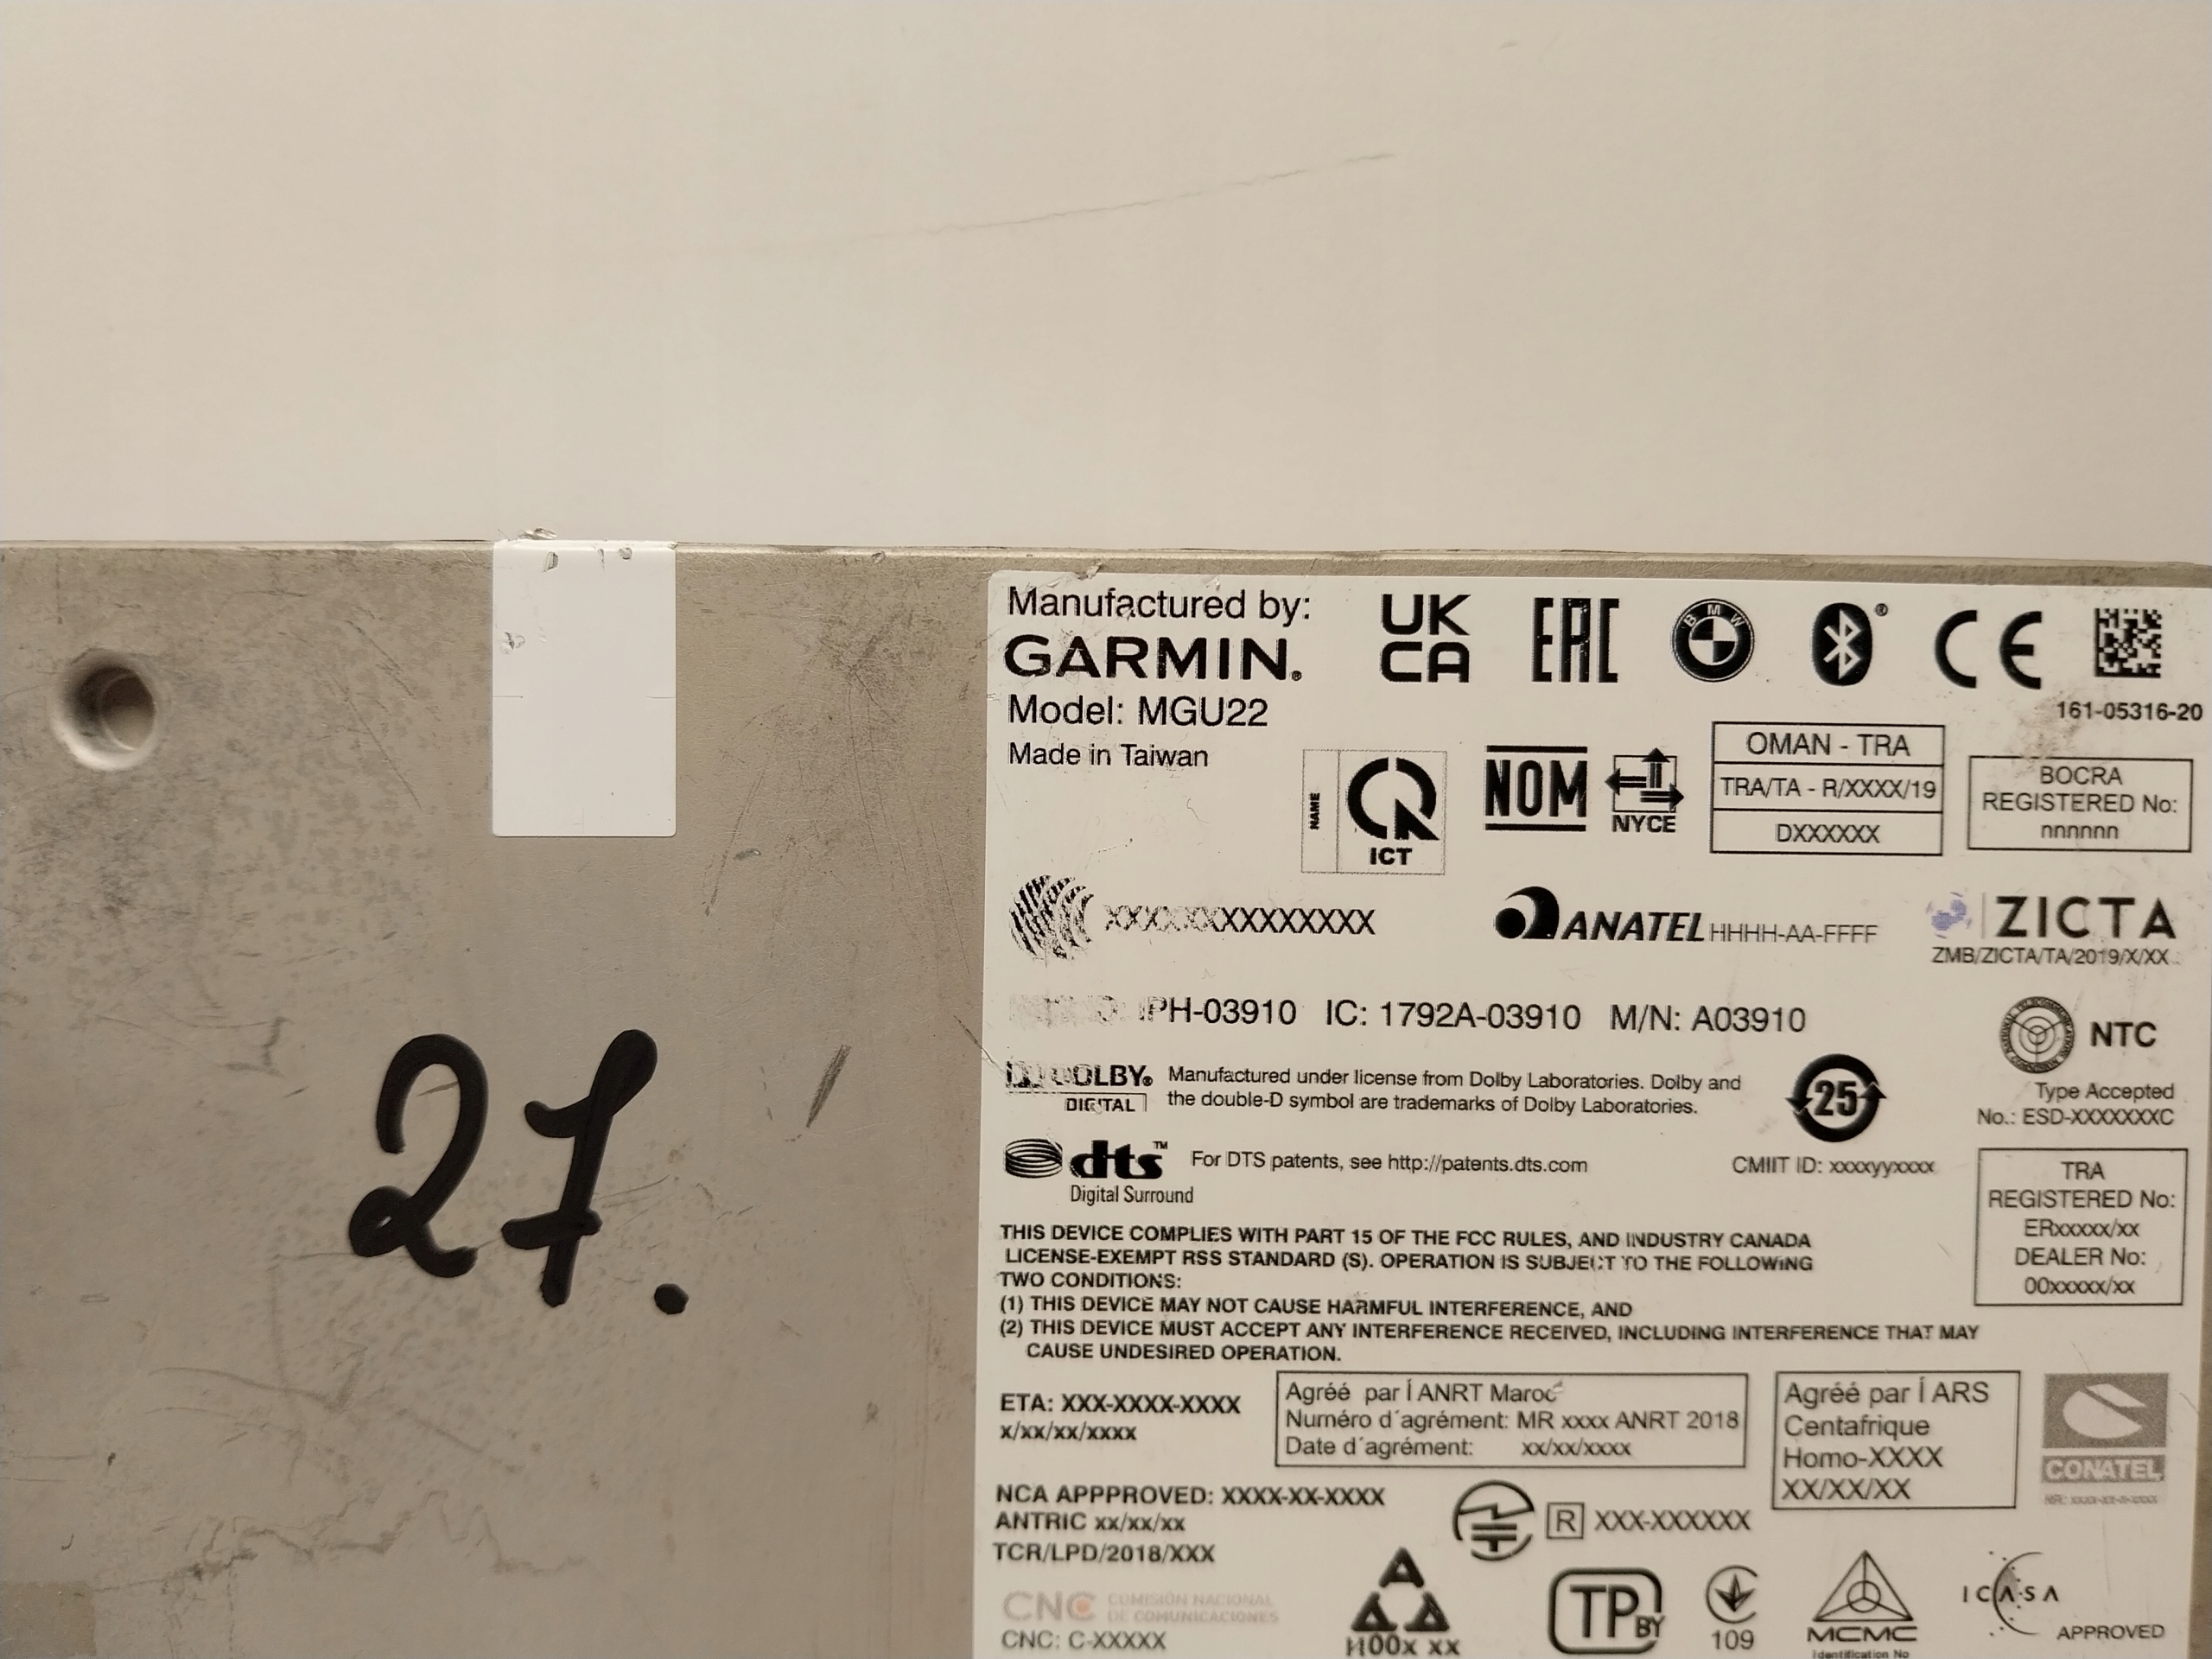 27.
Manufactured by:
GARMIN®
Model: MGU22
Made in Taiwan
UK
CA
EAC
BMW
®
CE
161-05316-20
NAME
ICT
NOM
NYCE
OMAN - TRA
TRA/TA - R/XXXX/19
DXXXXXX
BOCRA
REGISTERED No:
nnnnnn
XXXXXXXXXXXXXX
ANATEL HHHH-AA-FFFF
ZICTA
ZMB/ZICTA/TA/2019/X/XX
PH-03910 IC: 1792A-03910 M/N: A03910
NTC
Type Accepted
No.: ESD-XXXXXXXC
DOLBY®
DIGITAL
Manufactured under license from Dolby Laboratories. Dolby and
the double-D symbol are trademarks of Dolby Laboratories.
25
dts™
Digital Surround
For DTS patents, see http://patents.dts.com
CMIIT ID: xxxxyyxxxx
TRA
REGISTERED No:
ERxxxxx/xx
DEALER No:
00xxxxx/xx
THIS DEVICE COMPLIES WITH PART 15 OF THE FCC RULES, AND INDUSTRY CANADA
LICENSE-EXEMPT RSS STANDARD (S). OPERATION IS SUBJECT TO THE FOLLOWING
TWO CONDITIONS:
(1) THIS DEVICE MAY NOT CAUSE HARMFUL INTERFERENCE, AND
(2) THIS DEVICE MUST ACCEPT ANY INTERFERENCE RECEIVED, INCLUDING INTERFERENCE THAT MAY
CAUSE UNDESIRED OPERATION.
ETA: XXX-XXXX-XXXX
x/xx/xx/xxxx
Agréé par Í ANRT Maroc
Numéro d´agrément: MR xxxx ANRT 2018
Date d´agrément: xx/xx/xxxx
Agréé par Í ARS
Centafrique
Homo-XXXX
XX/XX/XX
CONATEL
NCA APPPROVED: XXXX-XX-XXXX
ANTRIC xx/xx/xx
TCR/LPD/2018/XXX
R XXX-XXXXXX
CNC COMISIÓN NACIONAL
DE COMUNICACIONES
CNC: C-XXXXX
И00x xx
TP BY
109
MCMC
Identification No
ICASA
APPROVED